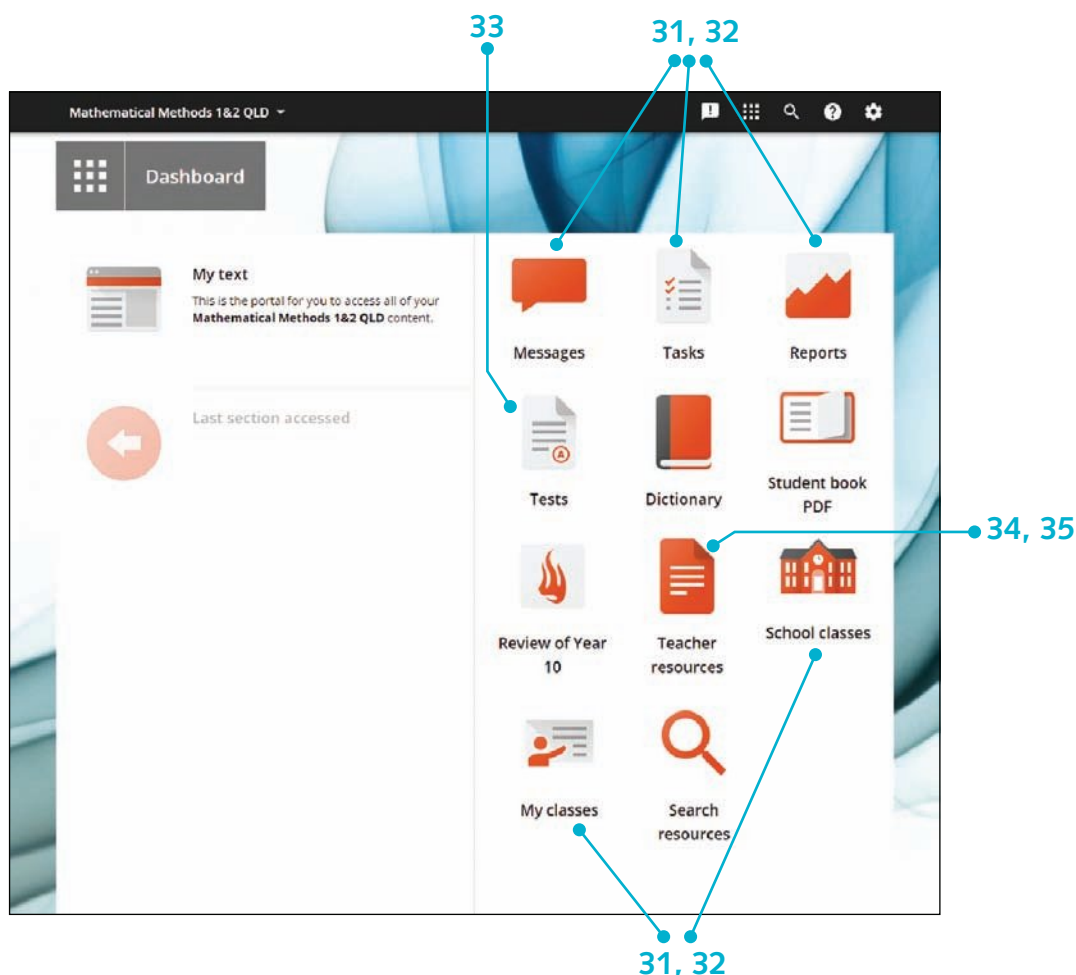 33
31, 32
Mathematical Methods 1&2 QLD
Dashboard
My text
This is the portal for you to access all of your
Mathematical Methods 1&2 QLD content.
Last section accessed
Messages
Tasks
Reports
Tests
A
Dictionary
Student book
PDF
34, 35
Review of Year
10
Teacher
resources
School classes
My classes
Search
resources
31, 32